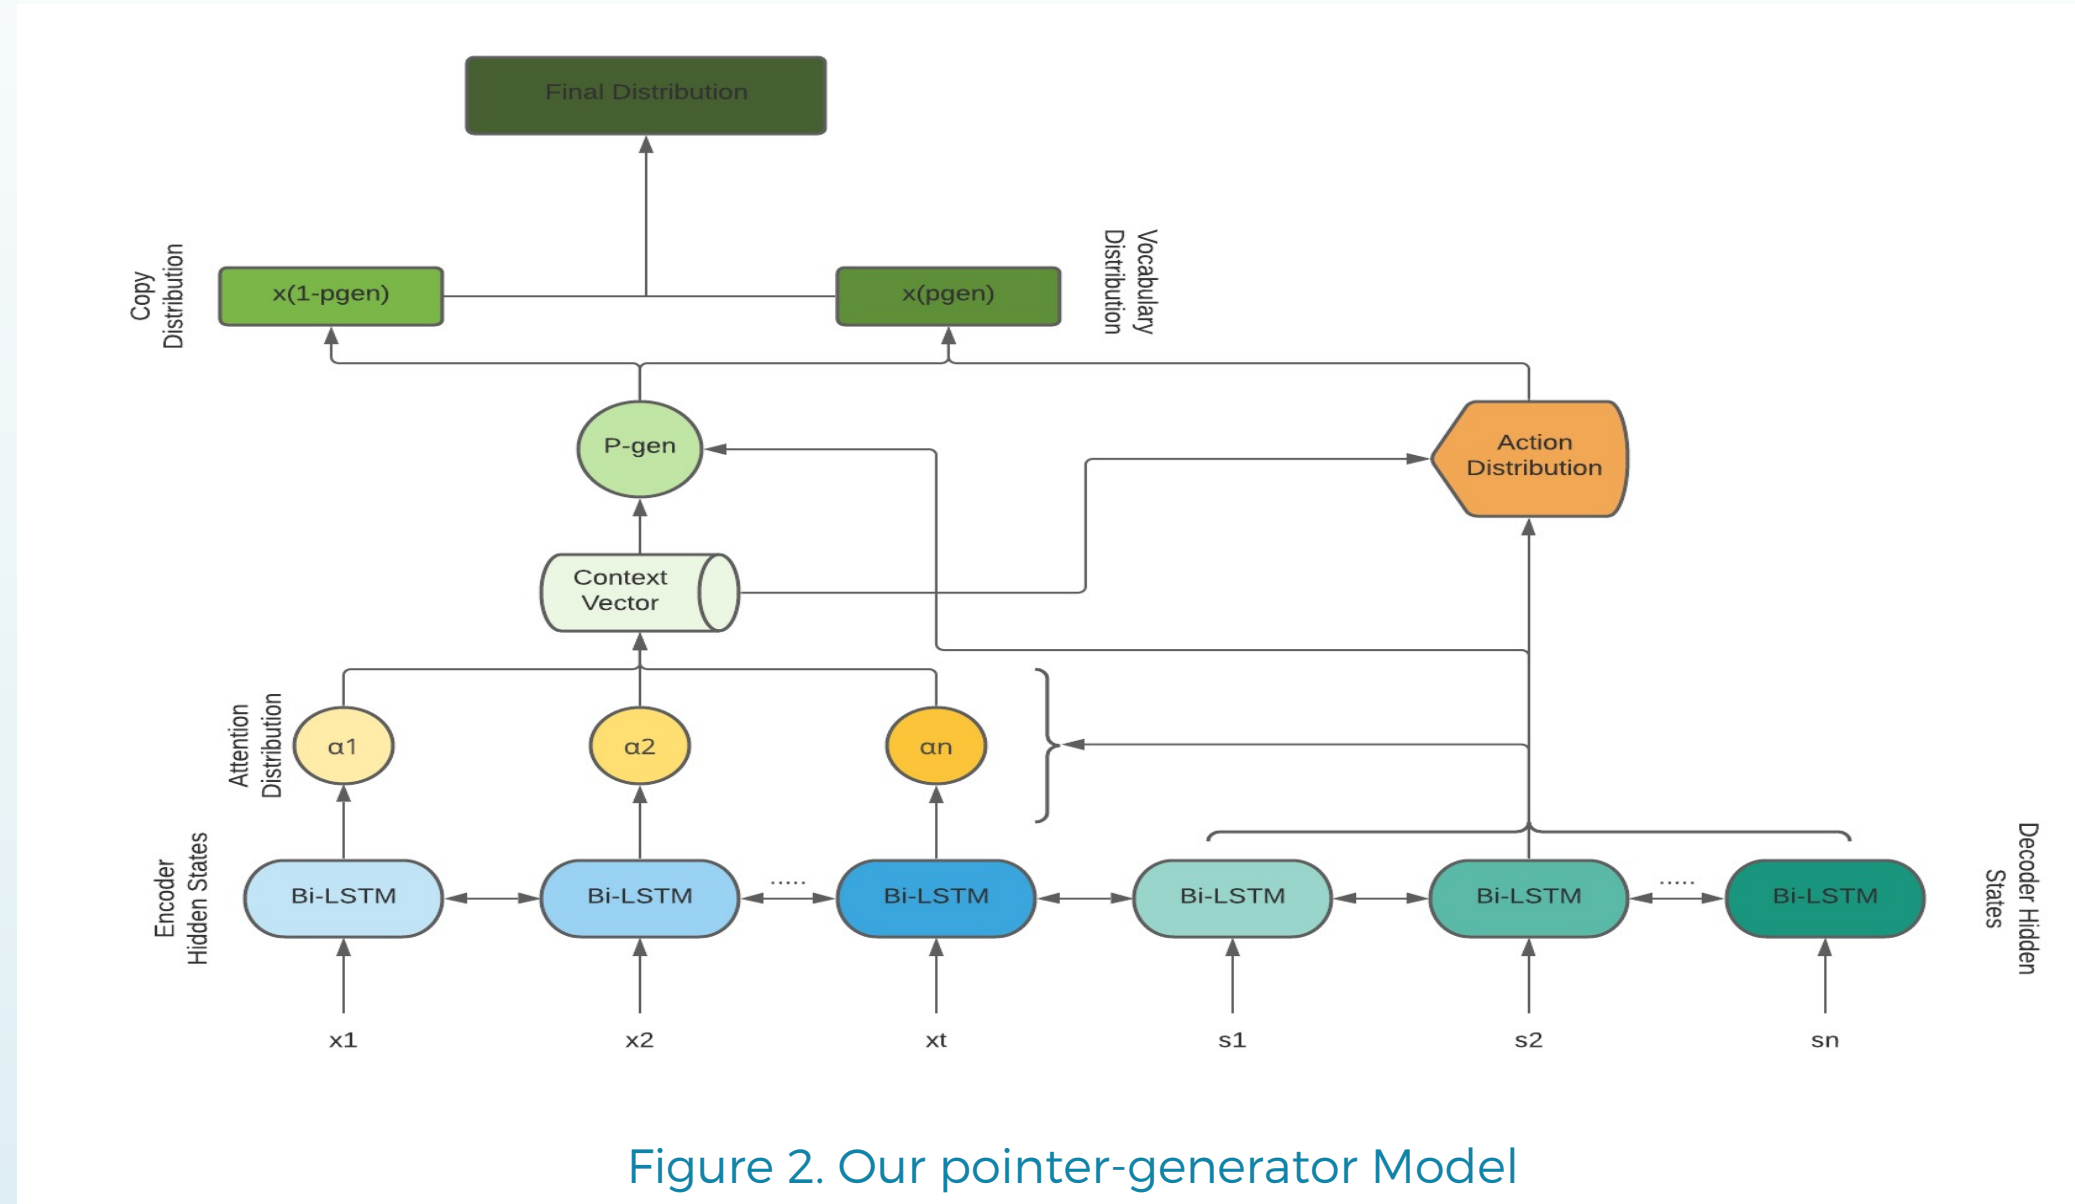 Final Distribution
Copy
Distribution
x(1-pgen)
x(pgen)
Vocabulary
Distribution
P-gen
Action
Distribution
Context
Vector
Attention
Distribution
α1
α2
αn
Encoder
Hidden States
Bi-LSTM
Bi-LSTM
.....
Bi-LSTM
Bi-LSTM
Bi-LSTM
.....
Bi-LSTM
Decoder Hidden
States
x1
x2
xt
s1
s2
sn
Figure 2. Our pointer-generator Model